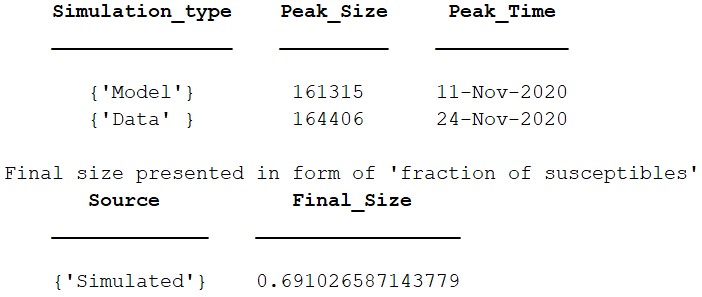 Simulation_type Peak_Size Peak_Time
{'Model'} 161315 11-Nov-2020
{'Data' } 164406 24-Nov-2020
Final size presented in form of 'fraction of susceptibles'
Source Final_Size
{'Simulated'} 0.691026587143779